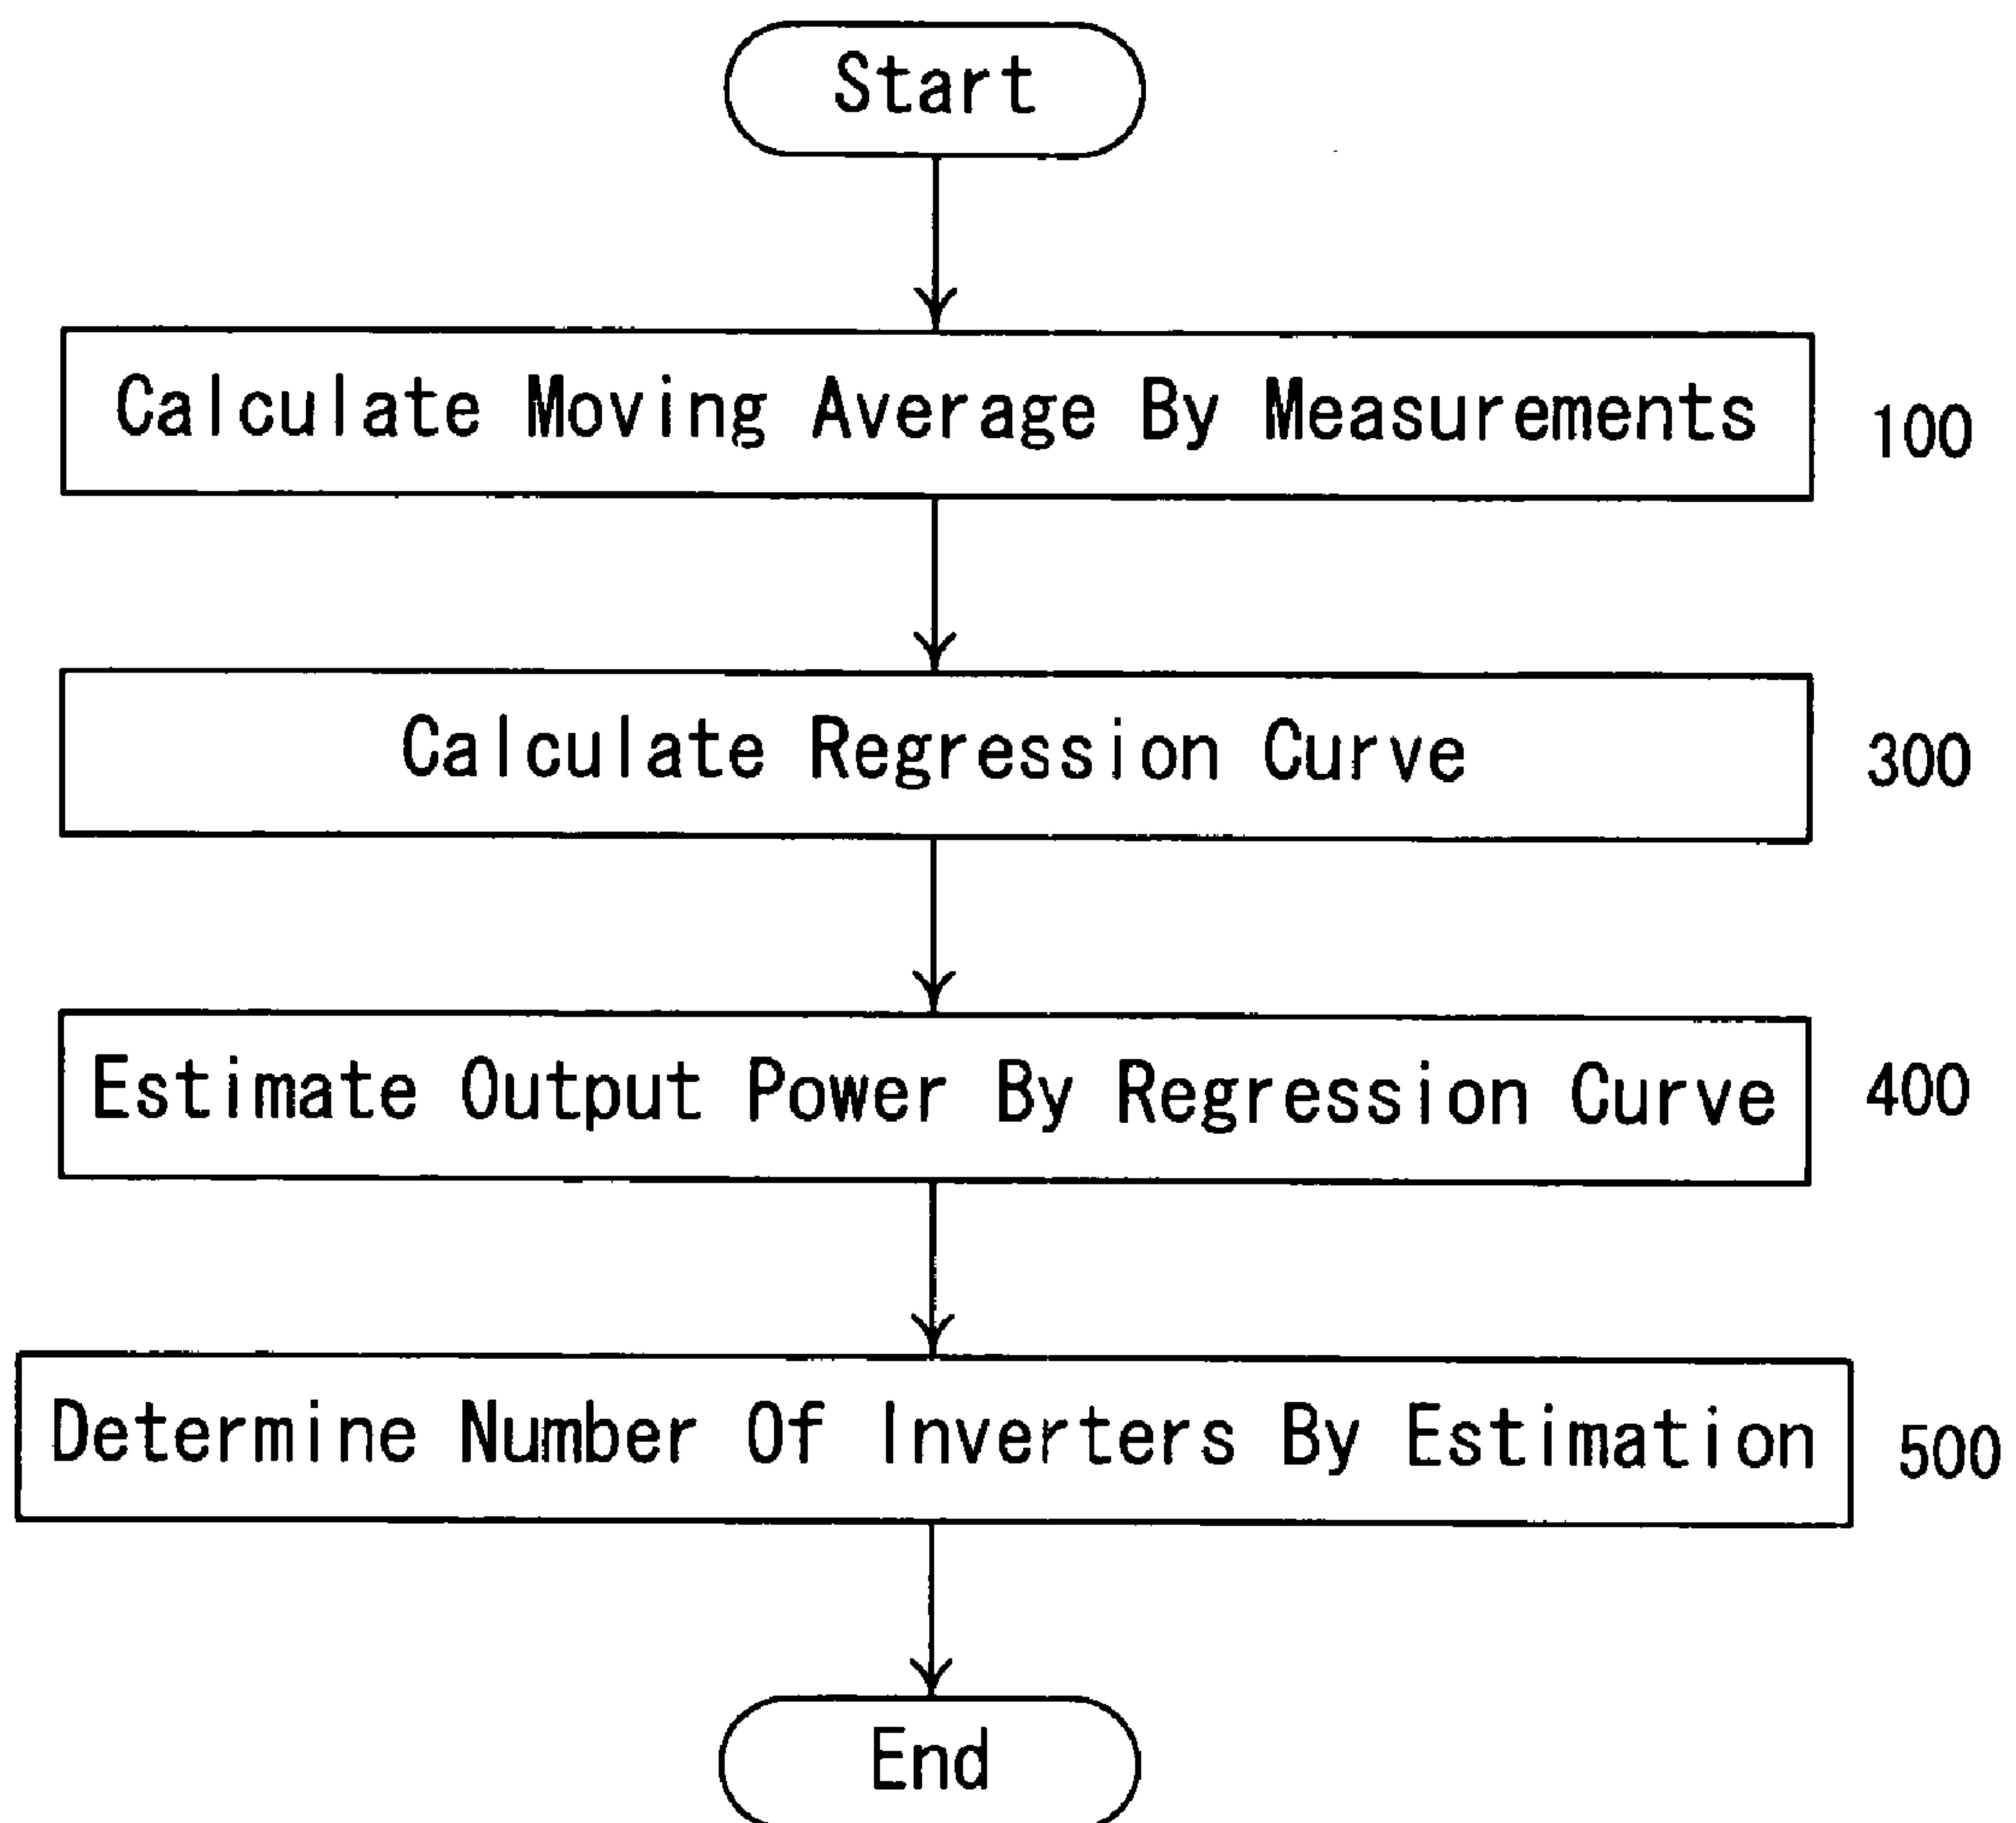 Start
Calculate Moving Average By Measurements
100
Calculate Regression Curve
300
Estimate Output Power By Regression Curve
400
Determine Number Of Inverters By Estimation
500
End